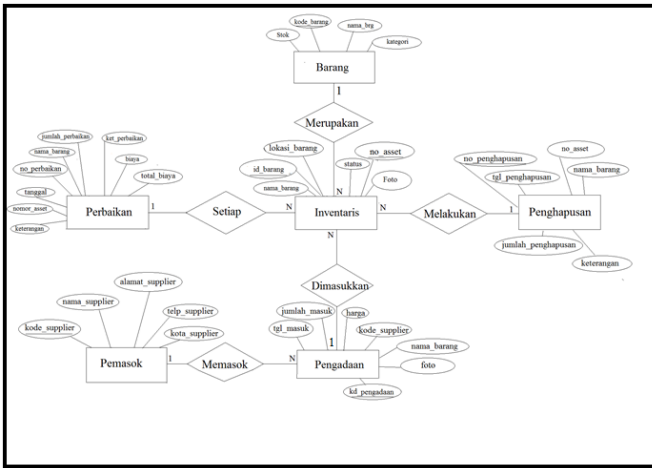 kode_barang
nama_brg
Stok
kategori
Barang
1
Merupakan
N
jumlah_perbaikan
ket_perbaikan
nama_barang
biaya
no_perbaikan
total_biaya
tanggal
nomor_asset
keterangan
Perbaikan
1
Setiap
N
lokasi_barang
no_asset
id_barang
status
nama_barang
Foto
Inventaris
N
N
Melakukan
1
no_asset
no_penghapusan
tgl_penghapusan
nama_barang
Penghapusan
jumlah_penghapusan
keterangan
Dimasukkan
1
alamat_supplier
nama_supplier
telp_supplier
kode_supplier
kota_supplier
Pemasok
1
Memasok
N
jumlah_masuk
harga
tgl_masuk
kode_supplier
nama_barang
foto
Pengadaan
kd_pengadaan